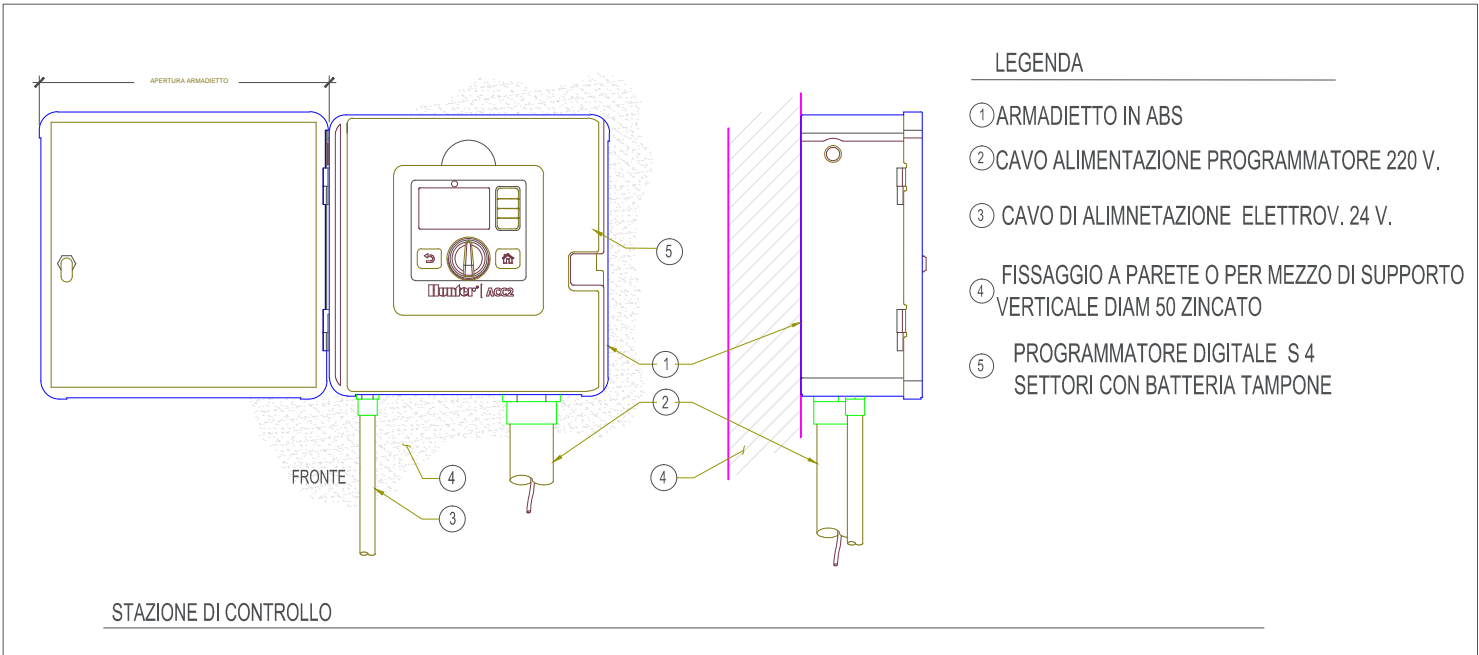 APERTURA ARMADIETTO
Hunter® | ACC2
FRONTE
5
1
2
4
3
4
STAZIONE DI CONTROLLO
LEGENDA
1 ARMADIETTO IN ABS
2 CAVO ALIMENTAZIONE PROGRAMMATORE 220 V.
3 CAVO DI ALIMNETAZIONE ELETTROV. 24 V.
4 FISSAGGIO A PARETE O PER MEZZO DI SUPPORTO
VERTICALE DIAM 50 ZINCATO
5 PROGRAMMATORE DIGITALE S 4
SETTORI CON BATTERIA TAMPONE